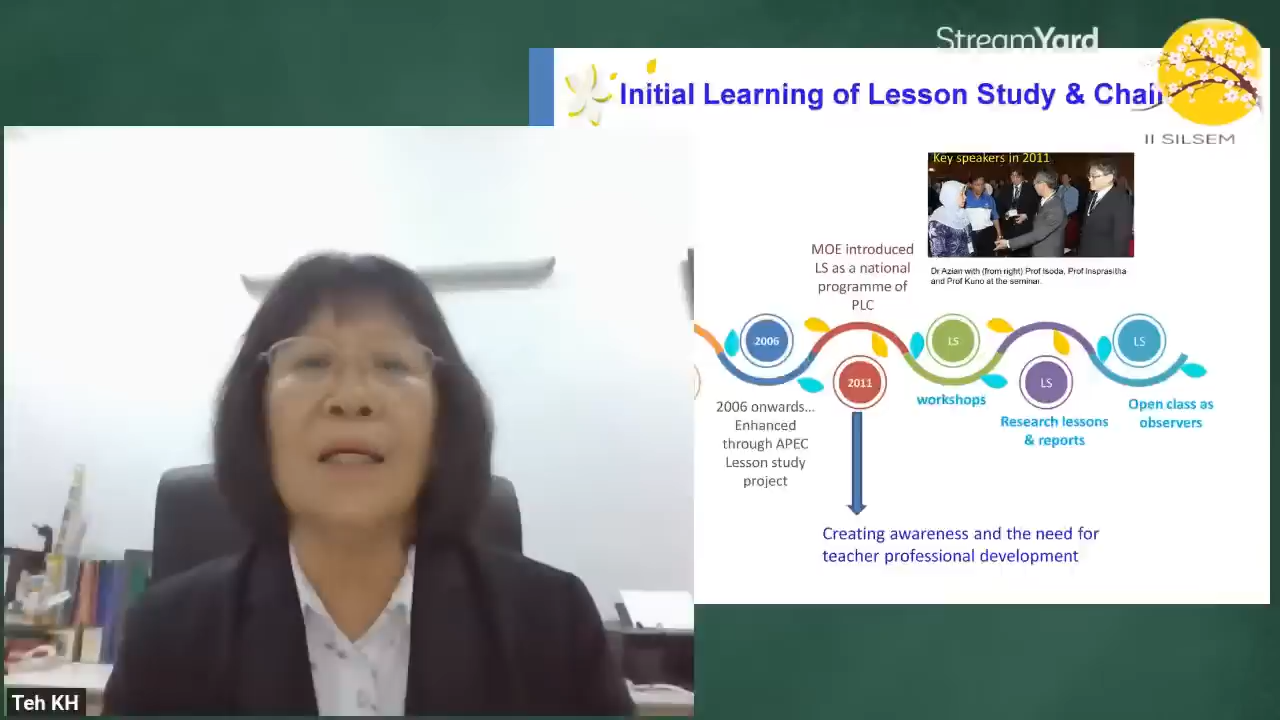 StreamYard
Initial Learning of Lesson Study & Chal
II SILSEM
Key speakers in 2011
Dr Azian with (from right) Prof Isoda, Prof Insprasitha
and Prof Kuno at the seminar.
MOE introduced
LS as a national
programme of
PLC
2006
LS
LS
2011
LS
workshops
2006 onwards...
Enhanced
through APEC
Lesson study
project
Research lessons
& reports
Open class as
observers
Creating awareness and the need for
teacher professional development
Teh KH